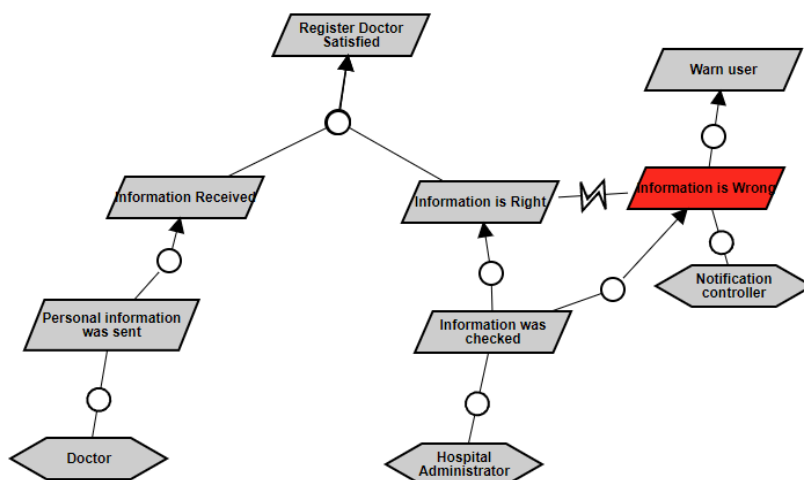 Register Doctor
Satisfied
Warn user
Information Received
Information is Right
Information is Wrong
Notification
controller
Personal information
was sent
Information was
checked
Doctor
Hospital
Administrator